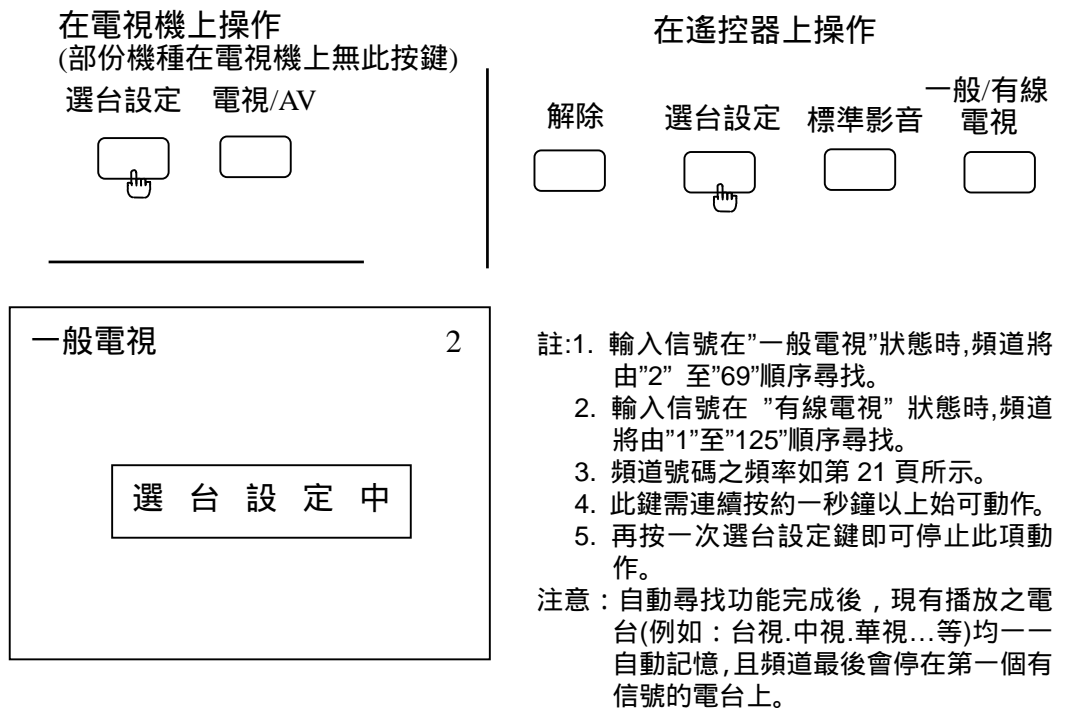 在電視機上操作
(部份機種在電視機上無此按鍵)
選台設定 電視/AV
在遙控器上操作
解除 選台設定 標準影音 一般/有線
電視
一般電視 2
選台設定中
註:1. 輸入信號在”一般電視”狀態時,頻道將
由”2” 至”69”順序尋找。
2. 輸入信號在 ”有線電視” 狀態時,頻道
將由”1”至”125”順序尋找。
3. 頻道號碼之頻率如第 21 頁所示。
4. 此鍵需連續按約一秒鐘以上始可動作。
5. 再按一次選台設定鍵即可停止此項動
作。
注意：自動尋找功能完成後，現有播放之電
台(例如：台視.中視.華視…等)均一一
自動記憶,且頻道最後會停在第一個有
信號的電台上。